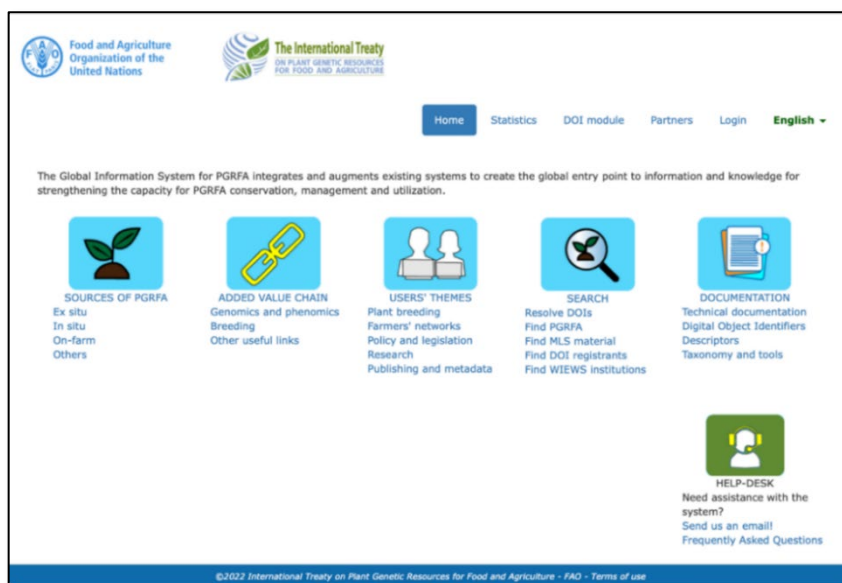 Food and Agriculture
Organization of the
United Nations
The International Treaty
ON PLANT GENETIC RESOURCES
FOR FOOD AND AGRICULTURE
Home
Statistics
DOI module
Partners
Login
English
The Global Information System for PGRFA integrates and augments existing systems to create the global entry point to information and knowledge for
strengthening the capacity for PGRFA conservation, management and utilization.
SOURCES OF PGRFA
Ex situ
In situ
On-farm
Others
ADDED VALUE CHAIN
Genomics and phenomics
Breeding
Other useful links
USERS' THEMES
Plant breeding
Farmers' networks
Policy and legislation
Research
Publishing and metadata
SEARCH
Resolve DOIs
Find PGRFA
Find MLS material
Find DOI registrants
Find WIEWS institutions
DOCUMENTATION
Technical documentation
Digital Object Identifiers
Descriptors
Taxonomy and tools
HELP-DESK
Need assistance with the
system?
Send us an email!
Frequently Asked Questions
©2022 International Treaty on Plant Genetic Resources for Food and Agriculture - FAO - Terms of use